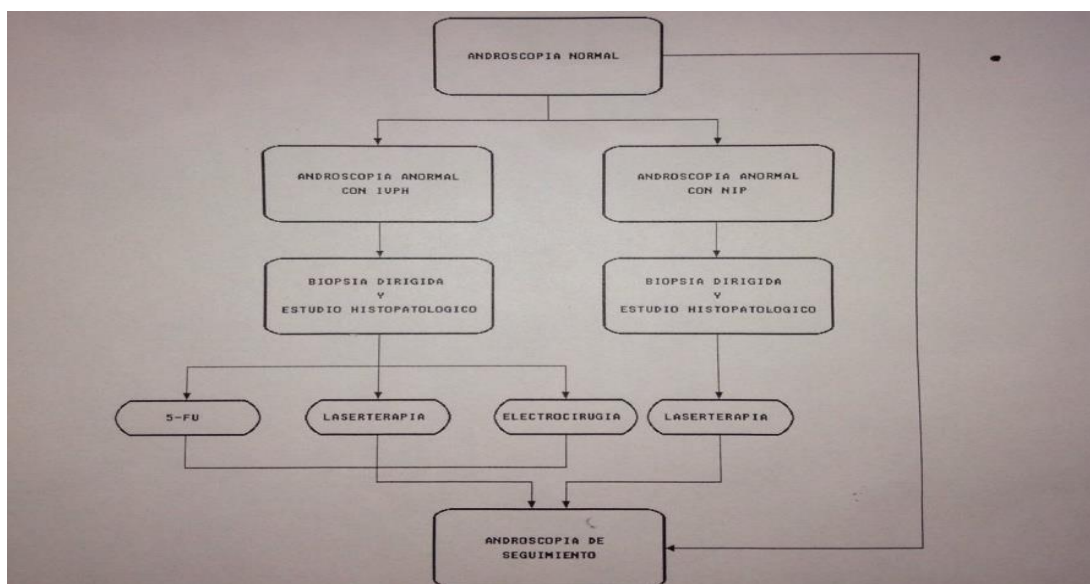 ANDROSCOPIA NORMAL
ANDROSCOPIA ANORMAL
CON IVPH
ANDROSCOPIA ANORMAL
CON NIP
BIOPSIA DIRIGIDA
Y
ESTUDIO HISTOPATOLOGICO
BIOPSIA DIRIGIDA
Y
ESTUDIO HISTOPATOLOGICO
5-FU
LASERTERAPIA
ELECTROCIRUGIA
LASERTERAPIA
ANDROSCOPIA DE
SEGUIMIENTO